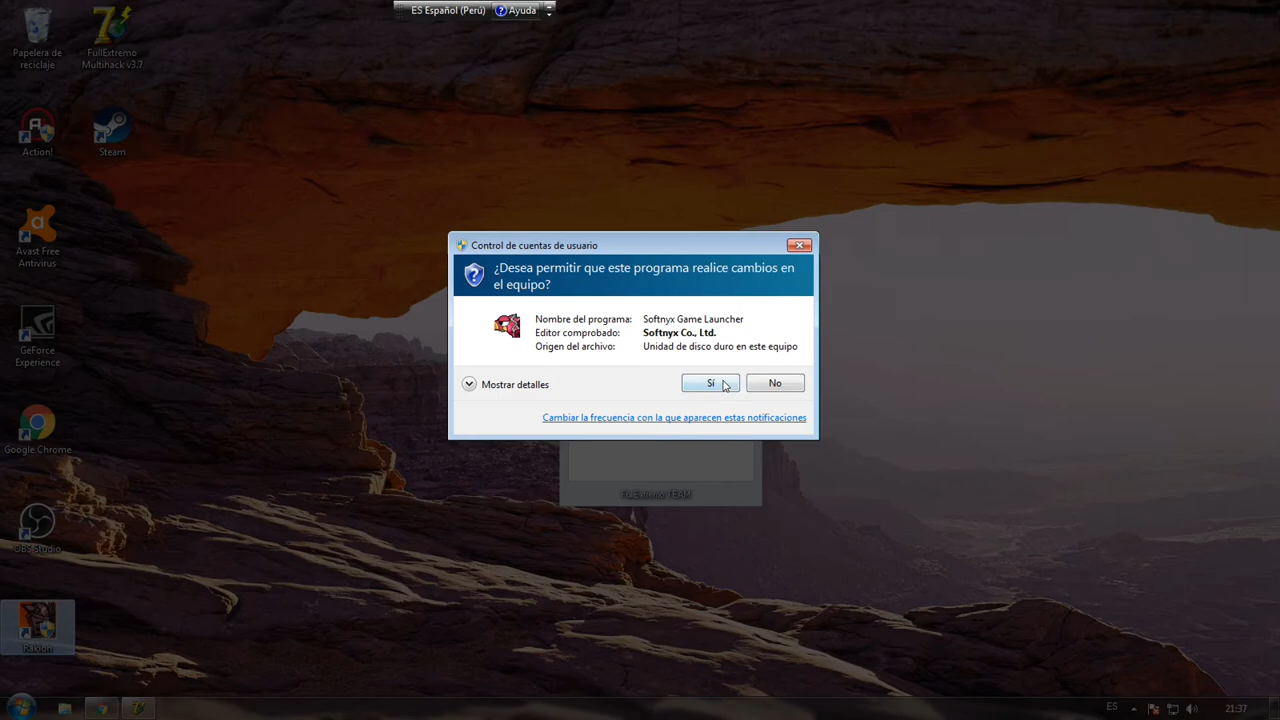 ES Español (Perú) Ayuda
Papelera de
reciclaje
FullExtremo
Multihack v3.7
Action!
Steam
Avast Free
Antivirus
GeForce
Experience
Google Chrome
OBS Studio
Rakion
Control de cuentas de usuario
¿Desea permitir que este programa realice cambios en
el equipo?
Nombre del programa: Softnyx Game Launcher
Editor comprobado: Softnyx Co., Ltd.
Origen del archivo: Unidad de disco duro en este equipo
Mostrar detalles
Sí
No
Cambiar la frecuencia con la que aparecen estas notificaciones
FullExtremo TEAM
ES
21:37